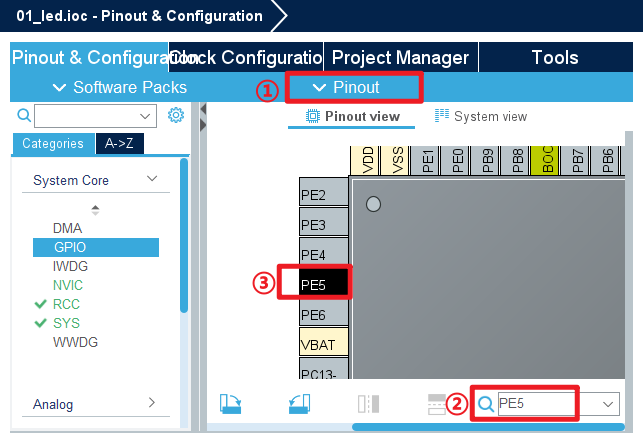 01_led.ioc - Pinout & Configuration
Pinout & Configuration
Clock Configuratio
Project Manager
Tools
Software Packs
① Pinout
Pinout view
System view
Categories
A->Z
System Core
DMA
GPIO
IWDG
NVIC
RCC
SYS
WWDG
Analog
VDD
VSS
PE1
PE0
PB9
PB8
BOO
PB7
PB6
PE2
PE3
PE4
③ PE5
PE6
VBAT
PC13-
② PE5